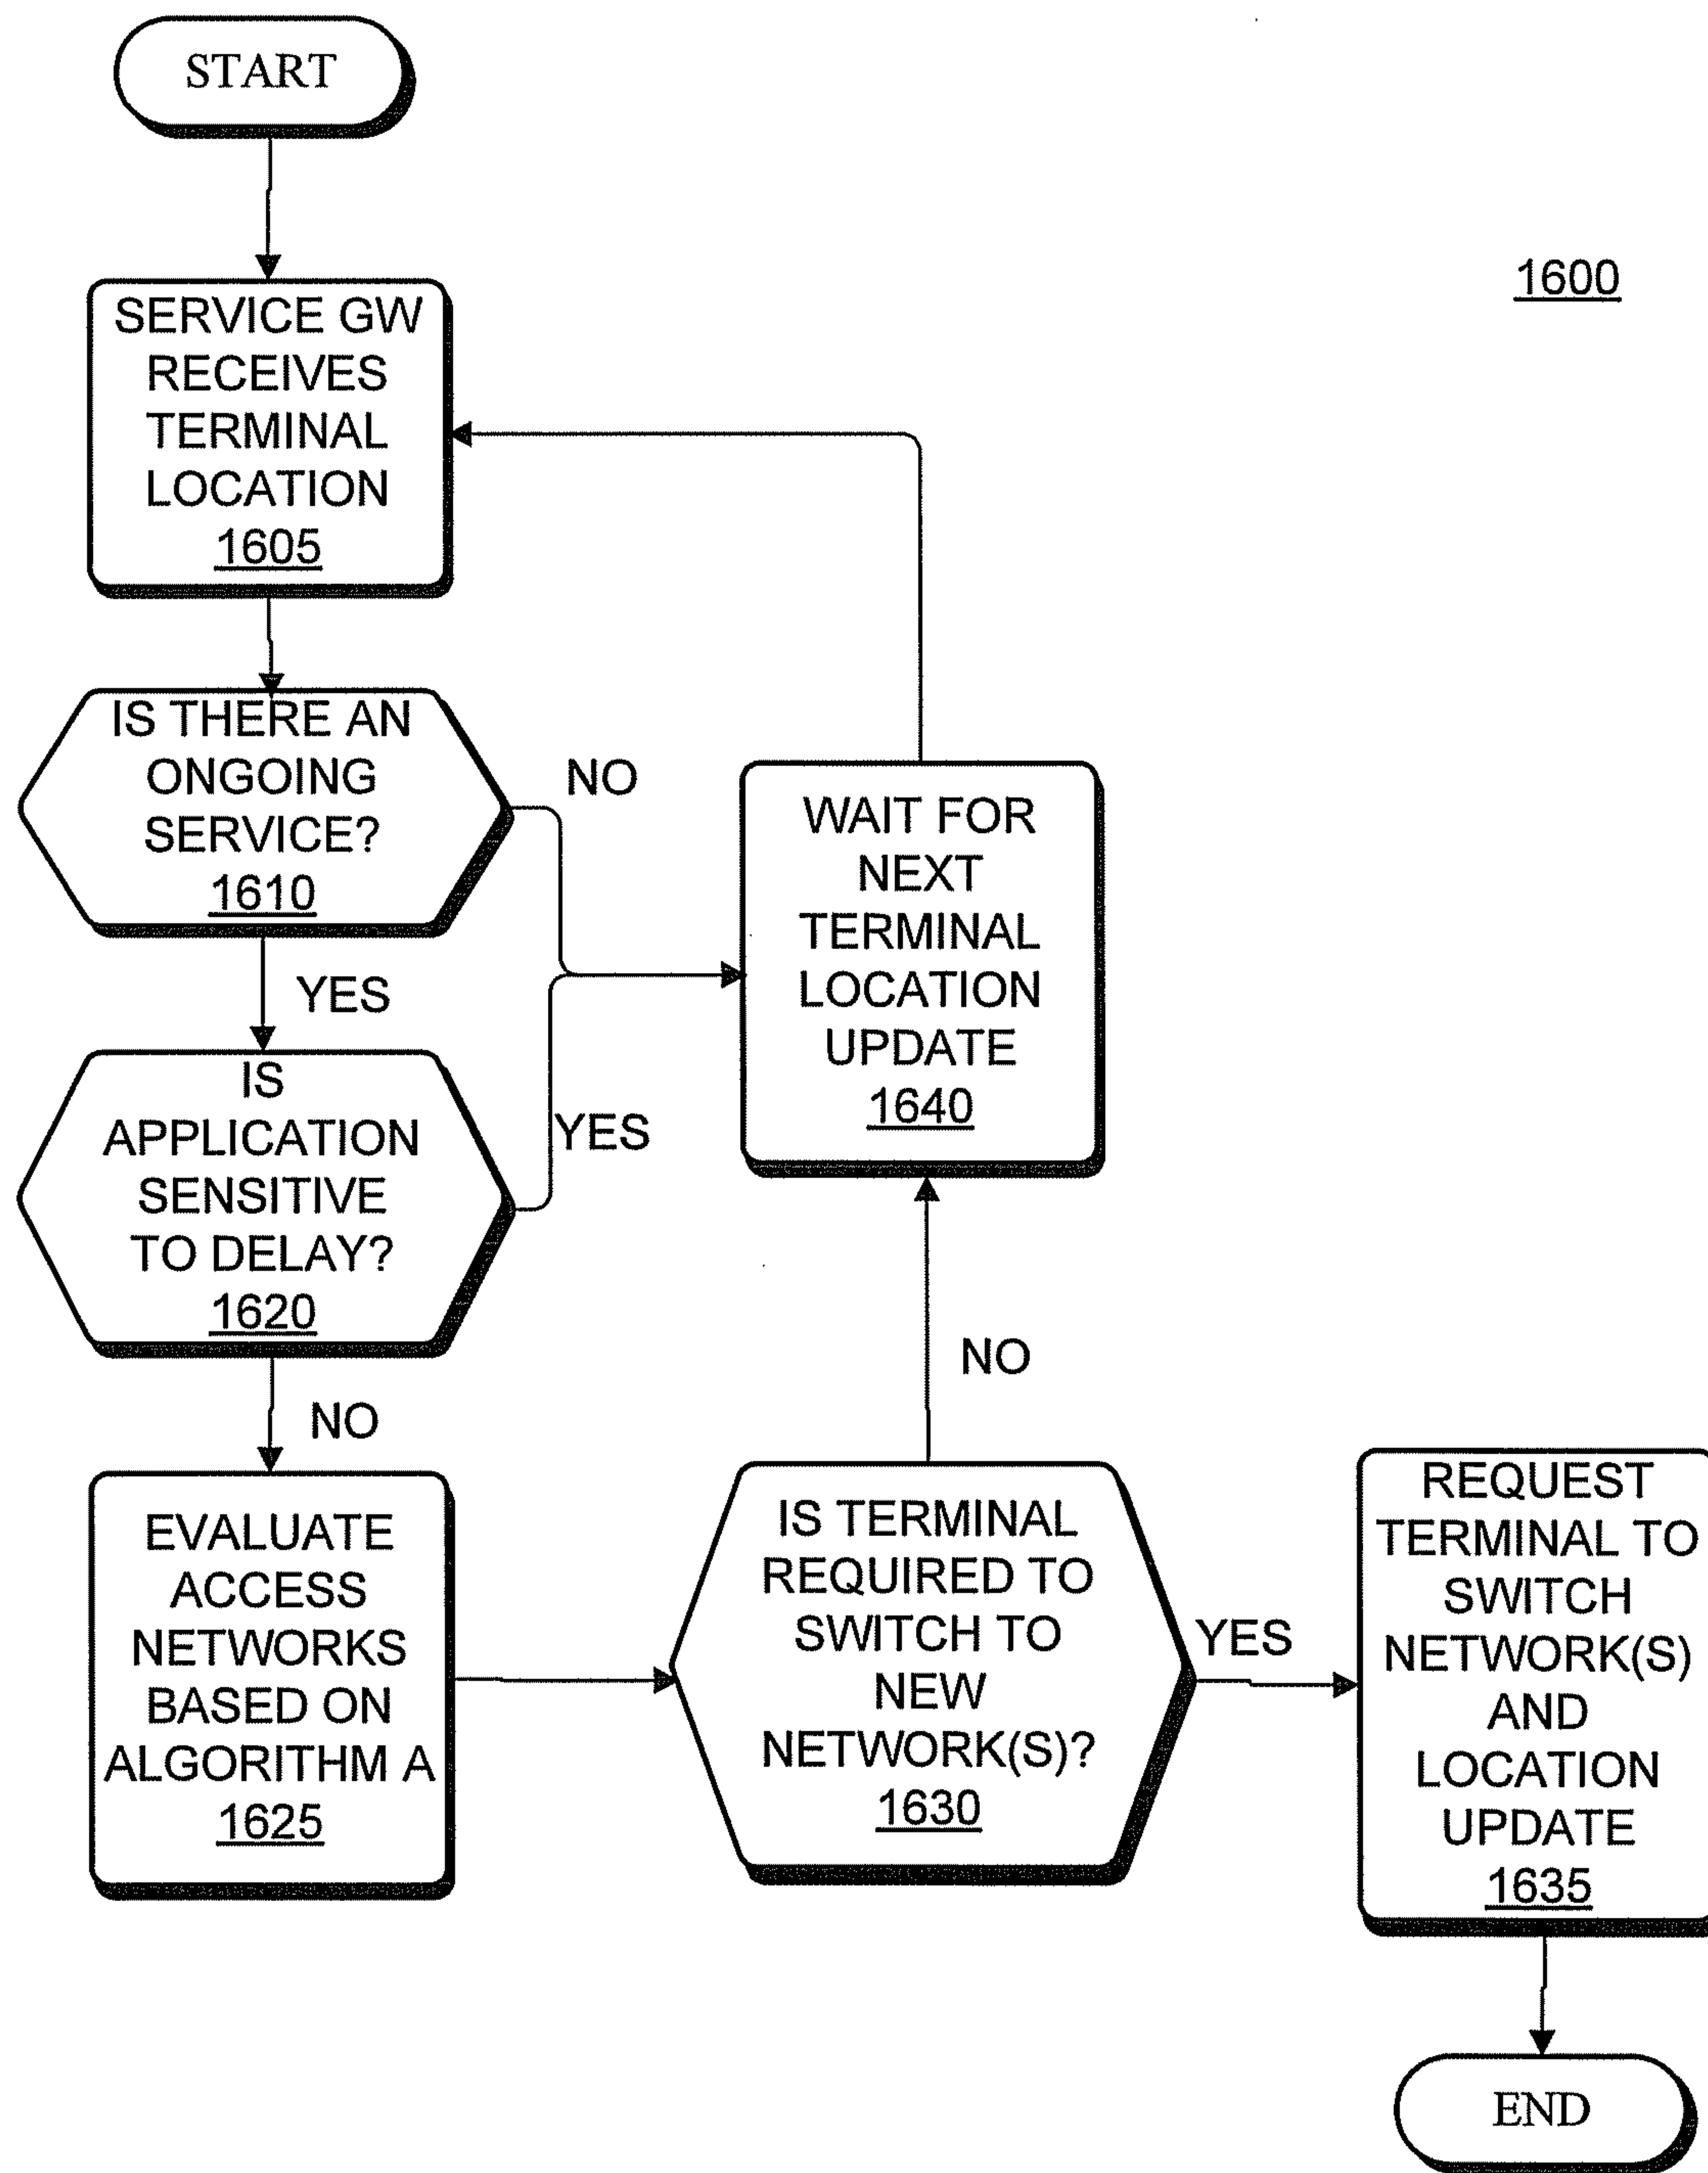 START
1600
SERVICE GW
RECEIVES
TERMINAL
LOCATION
1605
IS THERE AN
ONGOING
SERVICE?
1610
NO
YES
IS
APPLICATION
SENSITIVE
TO DELAY?
1620
YES
NO
WAIT FOR
NEXT
TERMINAL
LOCATION
UPDATE
1640
EVALUATE
ACCESS
NETWORKS
BASED ON
ALGORITHM A
1625
IS TERMINAL
REQUIRED TO
SWITCH TO
NEW
NETWORK(S)?
1630
NO
YES
REQUEST
TERMINAL TO
SWITCH
NETWORK(S)
AND
LOCATION
UPDATE
1635
END